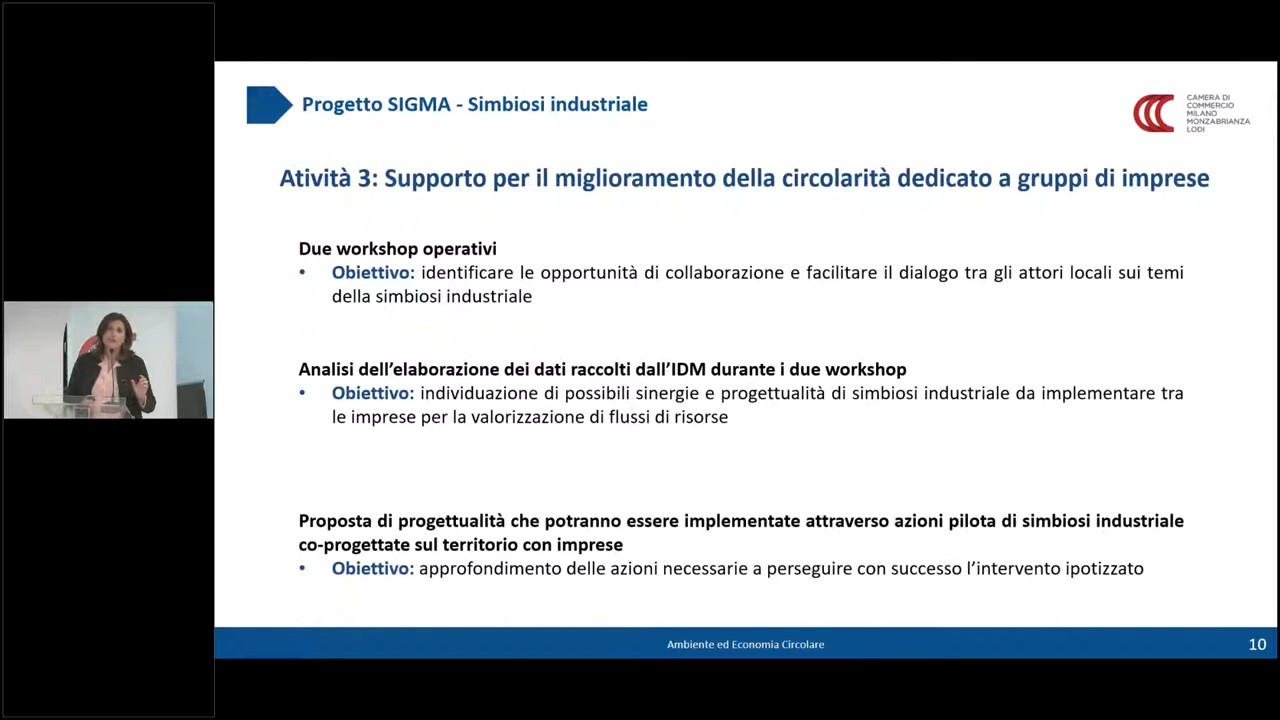 Progetto SIGMA - Simbiosi industriale
CAMERA DI
COMMERCIO
MILANO
MONZABRIANZA
LODI
Atività 3: Supporto per il miglioramento della circolarità dedicato a gruppi di imprese
Due workshop operativi
• Obiettivo: identificare le opportunità di collaborazione e facilitare il dialogo tra gli attori locali sui temi
della simbiosi industriale
Analisi dell’elaborazione dei dati raccolti dall’IDM durante i due workshop
• Obiettivo: individuazione di possibili sinergie e progettualità di simbiosi industriale da implementare tra
le imprese per la valorizzazione di flussi di risorse
Proposta di progettualità che potranno essere implementate attraverso azioni pilota di simbiosi industriale
co-progettate sul territorio con imprese
• Obiettivo: approfondimento delle azioni necessarie a perseguire con successo l’intervento ipotizzato
Ambiente ed Economia Circolare
10